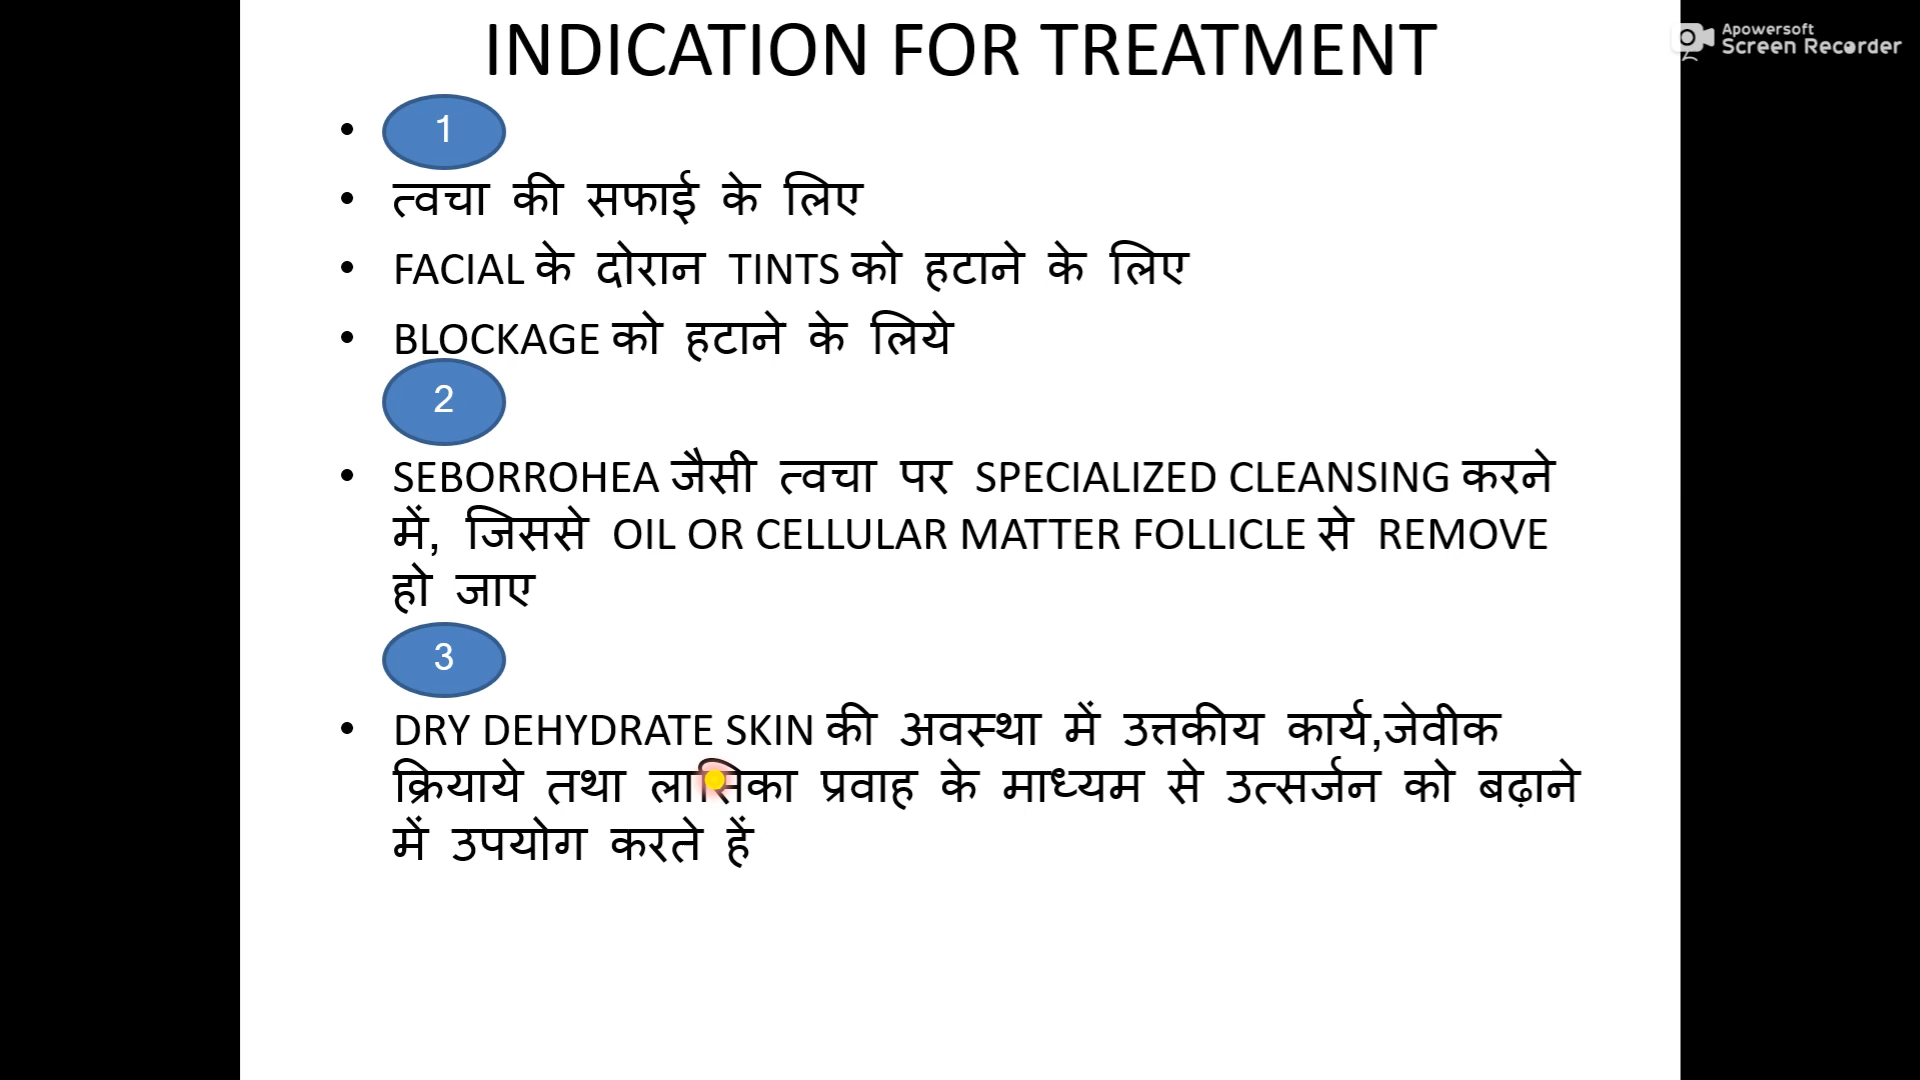 INDICATION FOR TREATMENT
Apowersoft
Screen Recorder
• 1
• त्वचा की सफाई के लिए
• FACIAL के दोरान TINTS को हटाने के लिए
• BLOCKAGE को हटाने के लिये
2
• SEBORROHEA जैसी त्वचा पर SPECIALIZED CLEANSING करने
में, जिससे OIL OR CELLULAR MATTER FOLLICLE से REMOVE
हो जाए
3
• DRY DEHYDRATE SKIN की अवस्था में उत्तकीय कार्य,जेवीक
क्रियाये तथा लासिका प्रवाह के माध्यम से उत्सर्जन को बढ़ाने
में उपयोग करते हें